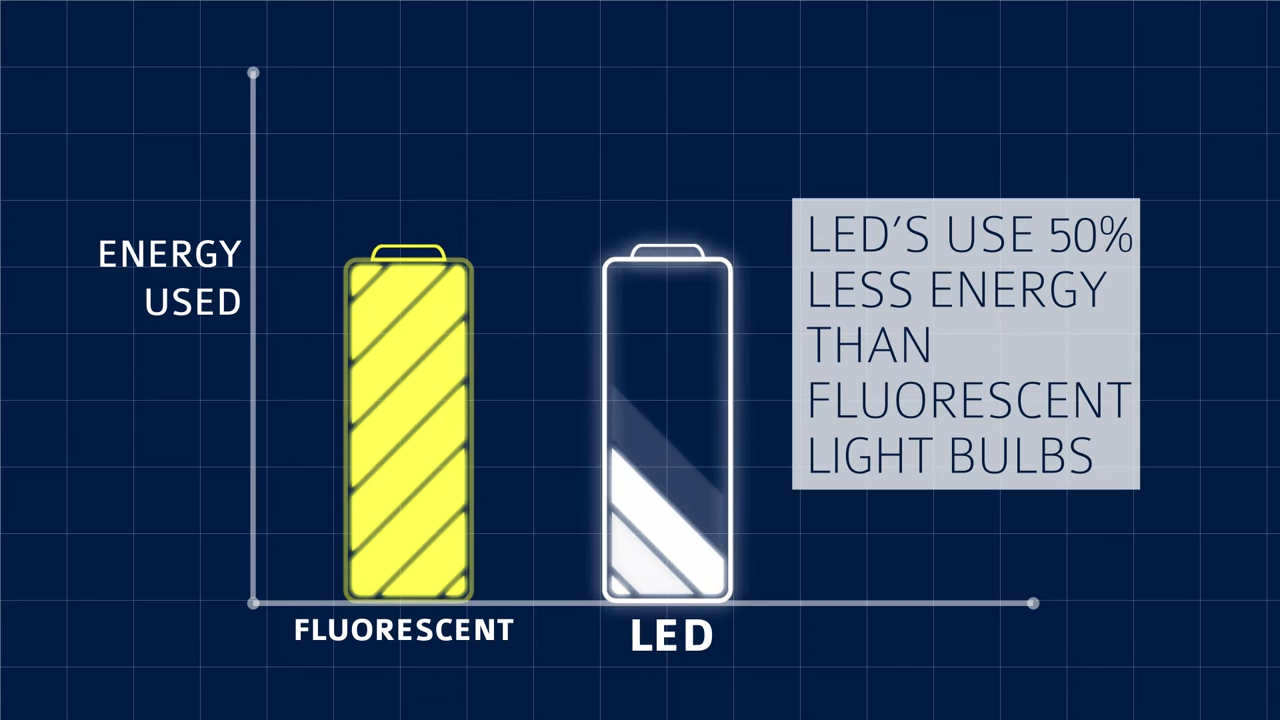 ENERGY
USED
LED’S USE 50%
LESS ENERGY
THAN
FLUORESCENT
LIGHT BULBS
FLUORESCENT
LED